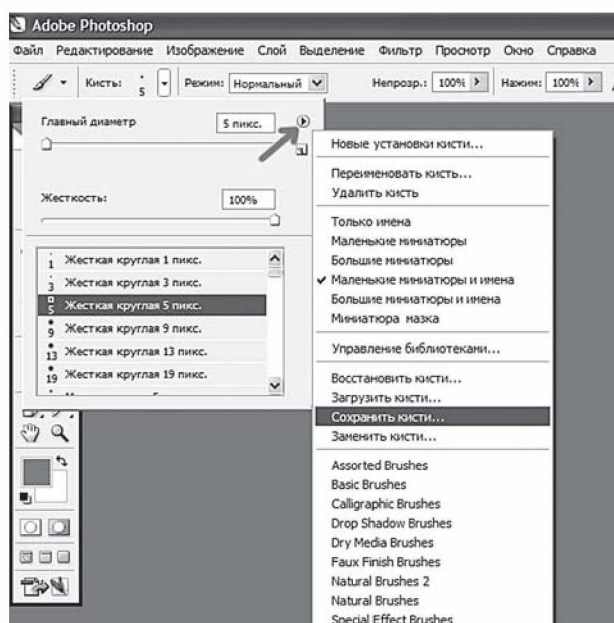 Adobe Photoshop
Файл Редактирование Изображение Слой Выделение Фильтр Просмотр Окно Справка
Кисть: 5 Режим: Нормальный Непрозр.: 100% Нажим: 100%
Главный диаметр 5 пикс.
Жесткость: 100%
1 Жесткая круглая 1 пикс.
3 Жесткая круглая 3 пикс.
5 Жесткая круглая 5 пикс.
9 Жесткая круглая 9 пикс.
13 Жесткая круглая 13 пикс.
19 Жесткая круглая 19 пикс.
Новые установки кисти...
Переименовать кисть...
Удалить кисть
Только имена
Маленькие миниатюры
Большие миниатюры
Маленькие миниатюры и имена
Большие миниатюры и имена
Миниатюра мазка
Управление библиотеками...
Восстановить кисти...
Загрузить кисти...
Сохранить кисти...
Заменить кисти...
Assorted Brushes
Basic Brushes
Calligraphic Brushes
Drop Shadow Brushes
Dry Media Brushes
Faux Finish Brushes
Natural Brushes 2
Natural Brushes
Special Effect Brushes